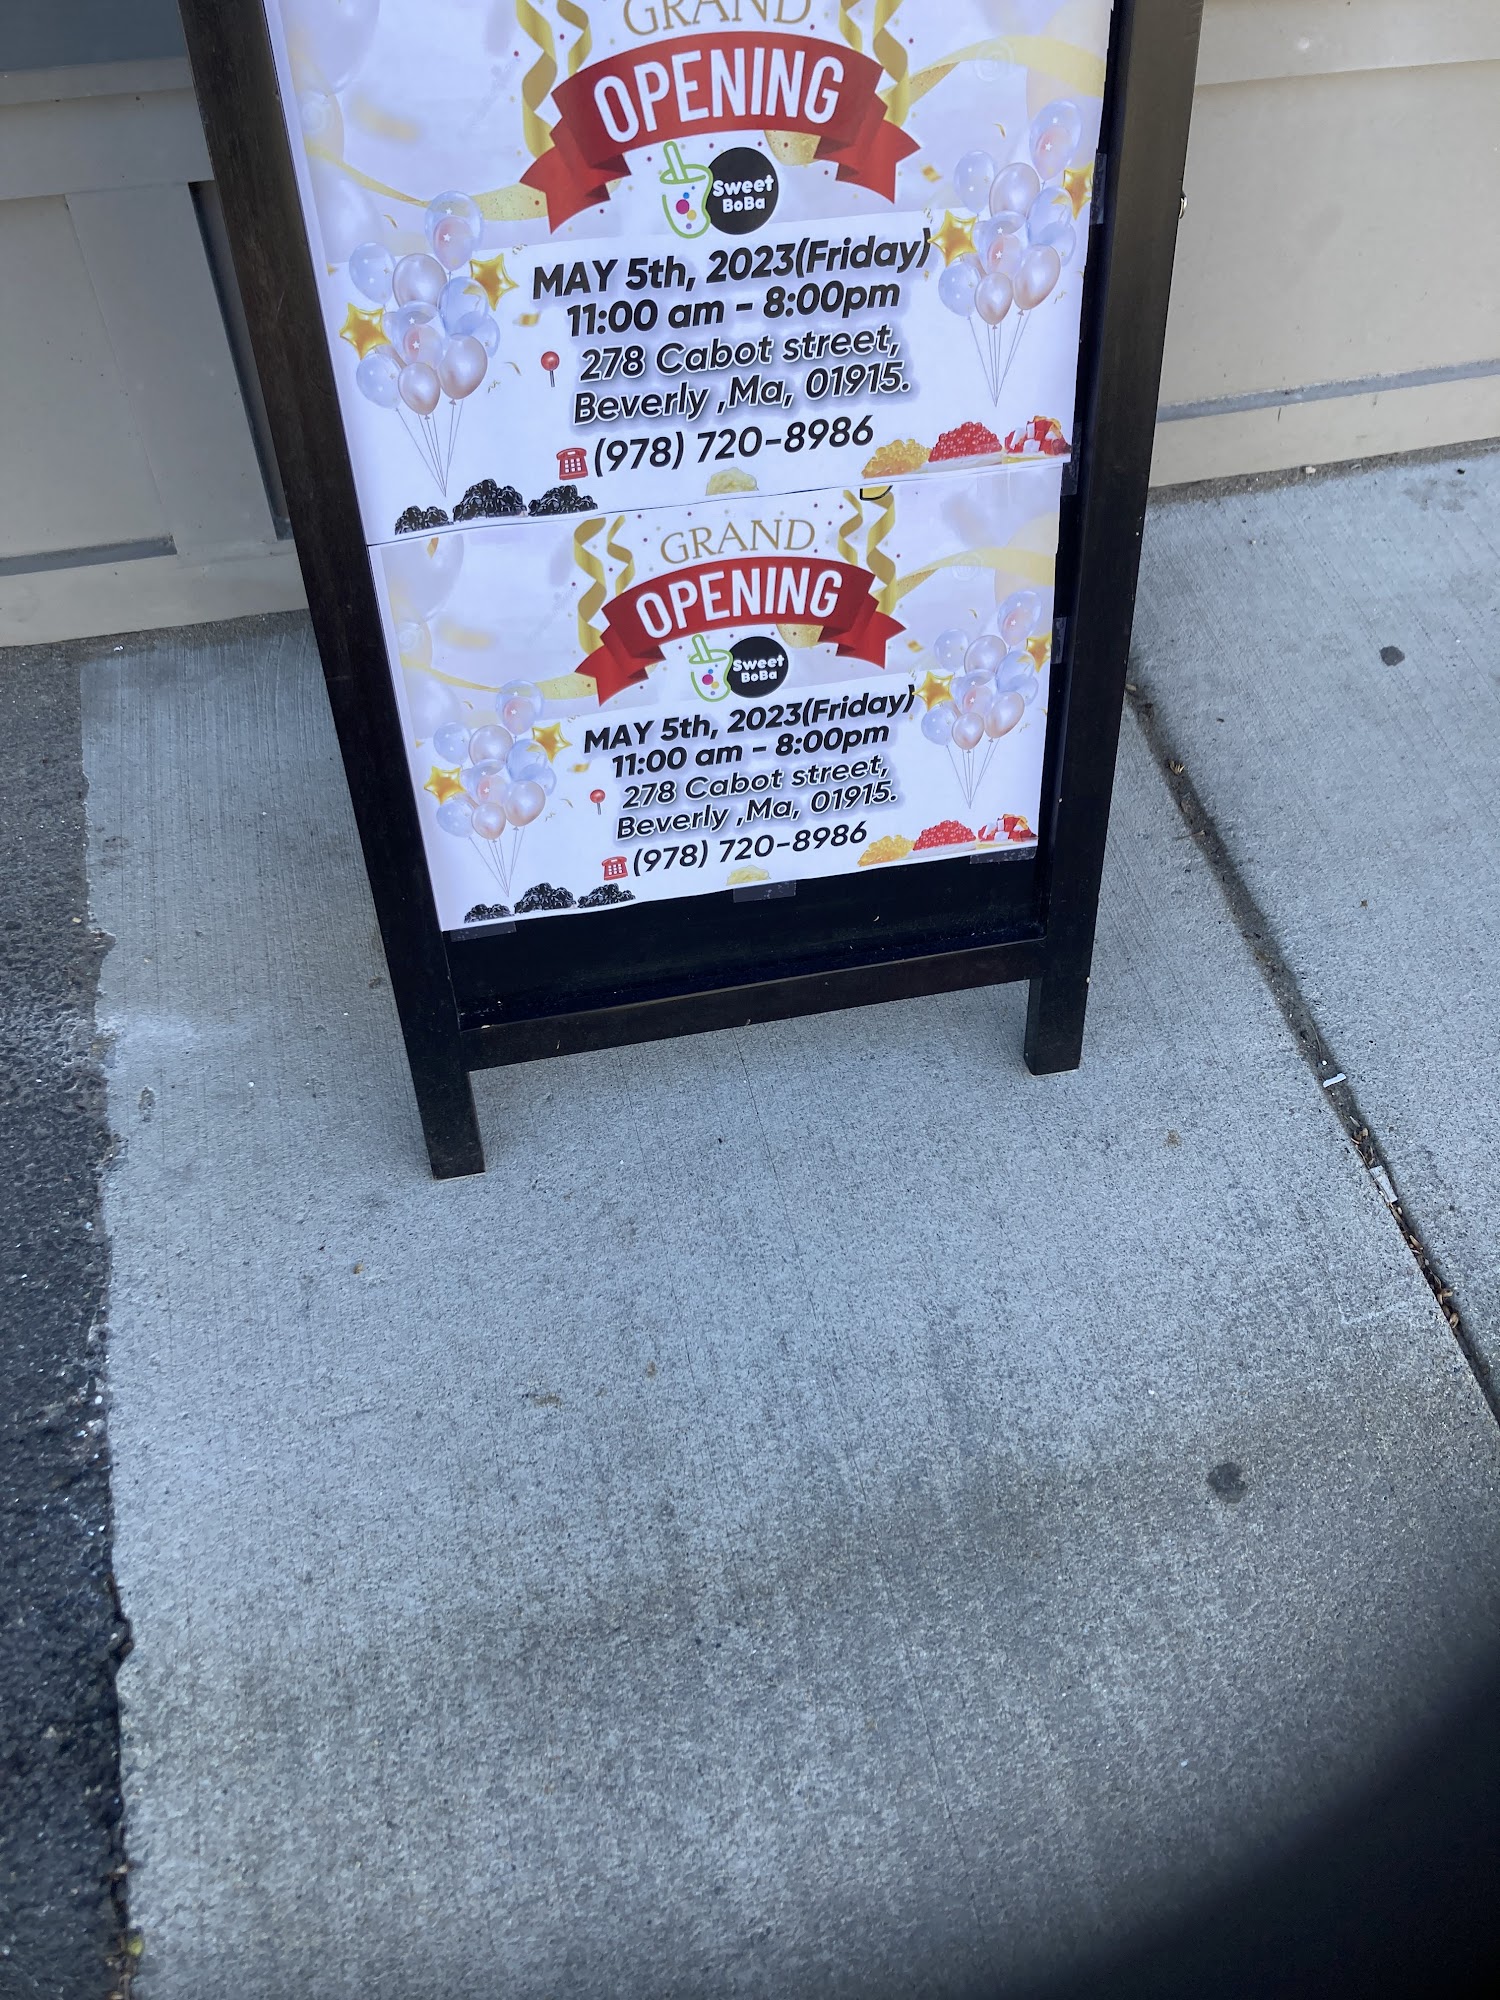 GRAND
OPENING
Sweet
BoBa
MAY 5th, 2023(Friday)
11:00 am - 8:00pm
278 Cabot street,
Beverly ,Ma, 01915.
(978) 720-8986
GRAND
OPENING
Sweet
BoBa
MAY 5th, 2023(Friday)
11:00 am - 8:00pm
278 Cabot street,
Beverly ,Ma, 01915.
(978) 720-8986